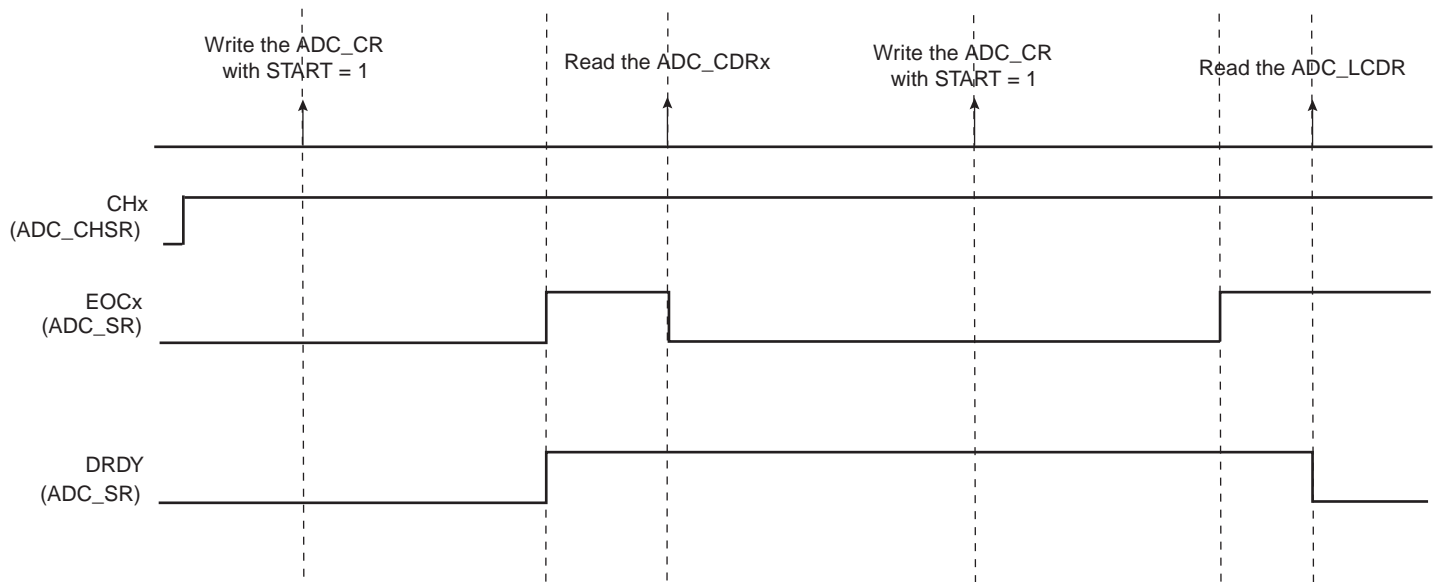 Write the ADC_CR
with START = 1
Read the ADC_CDRx
Write the ADC_CR
with START = 1
Read the ADC_LCDR
CHx
(ADC_CHSR)
EOCx
(ADC_SR)
DRDY
(ADC_SR)